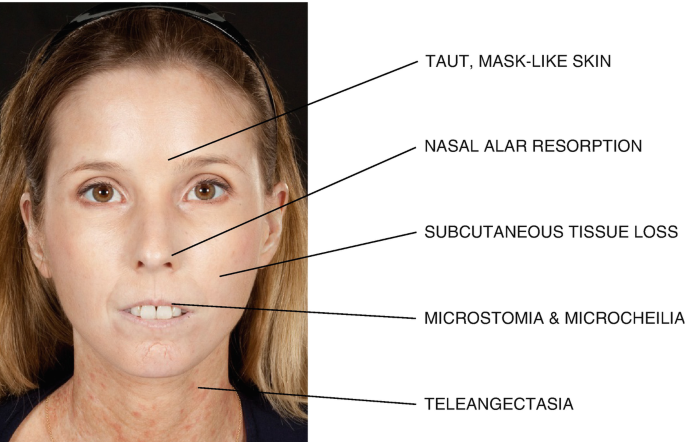 TAUT, MASK-LIKE SKIN
NASAL ALAR RESORPTION
SUBCUTANEOUS TISSUE LOSS
MICROSTOMIA & MICROCHEILIA
TELEANGECTASIA